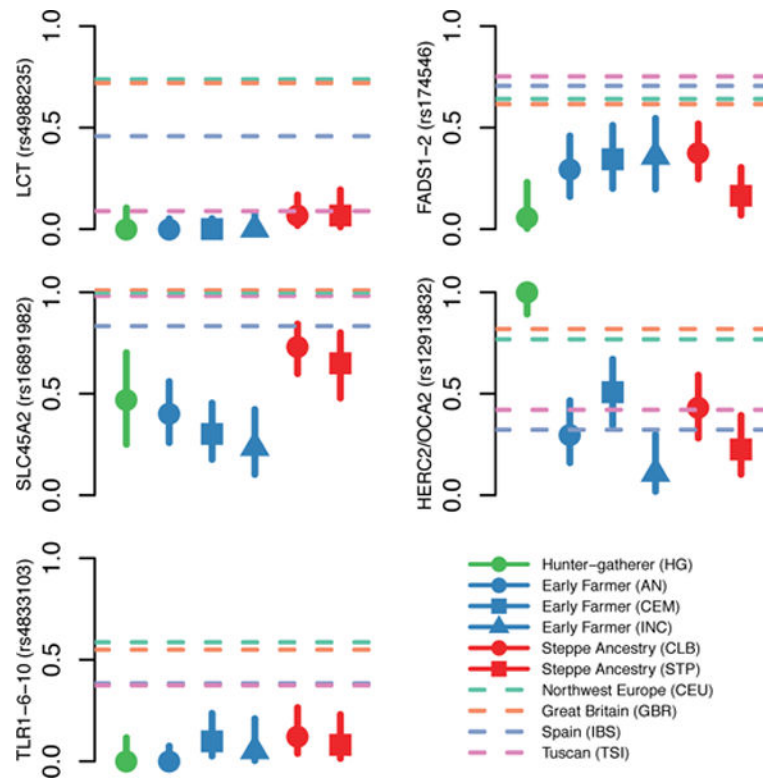 LCT (rs4988235)
1.0
0.5
0.0
FADS1-2 (rs174546)
1.0
0.5
0.0
SLC45A2 (rs16891982)
1.0
0.5
0.0
HERC2/OCA2 (rs12913832)
1.0
0.5
0.0
TLR1-6-10 (rs4833103)
1.0
0.5
0.0
Hunter-gatherer (HG)
Early Farmer (AN)
Early Farmer (CEM)
Early Farmer (INC)
Steppe Ancestry (CLB)
Steppe Ancestry (STP)
Northwest Europe (CEU)
Great Britain (GBR)
Spain (IBS)
Tuscan (TSI)